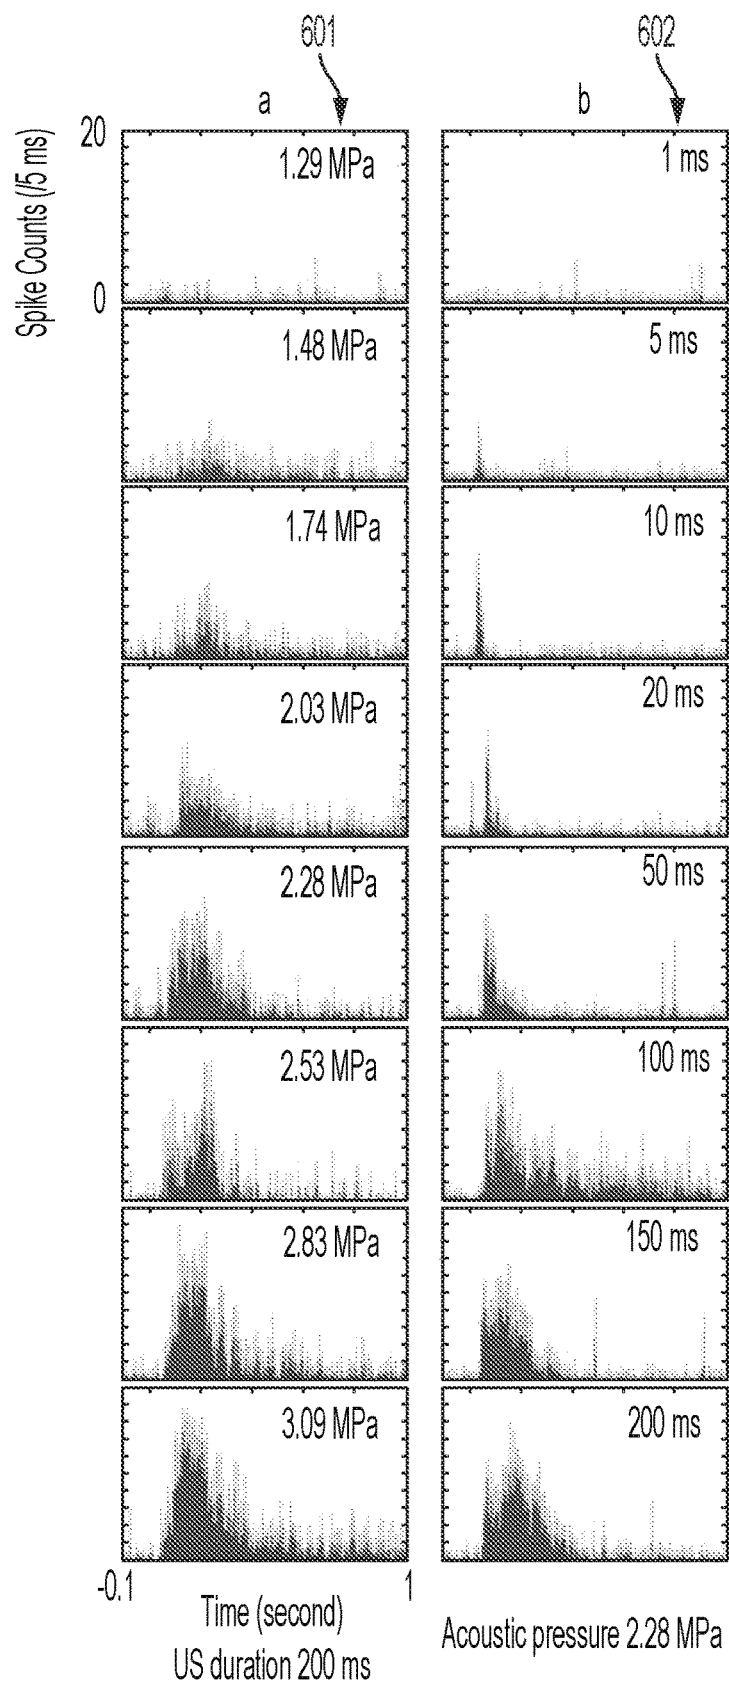 601
602
a
b
Spike Counts (/5 ms)
20
0
1.29 MPa
1 ms
1.48 MPa
5 ms
1.74 MPa
10 ms
2.03 MPa
20 ms
2.28 MPa
50 ms
2.53 MPa
100 ms
2.83 MPa
150 ms
3.09 MPa
200 ms
-0.1
1
Time (second)
US duration 200 ms
Acoustic pressure 2.28 MPa